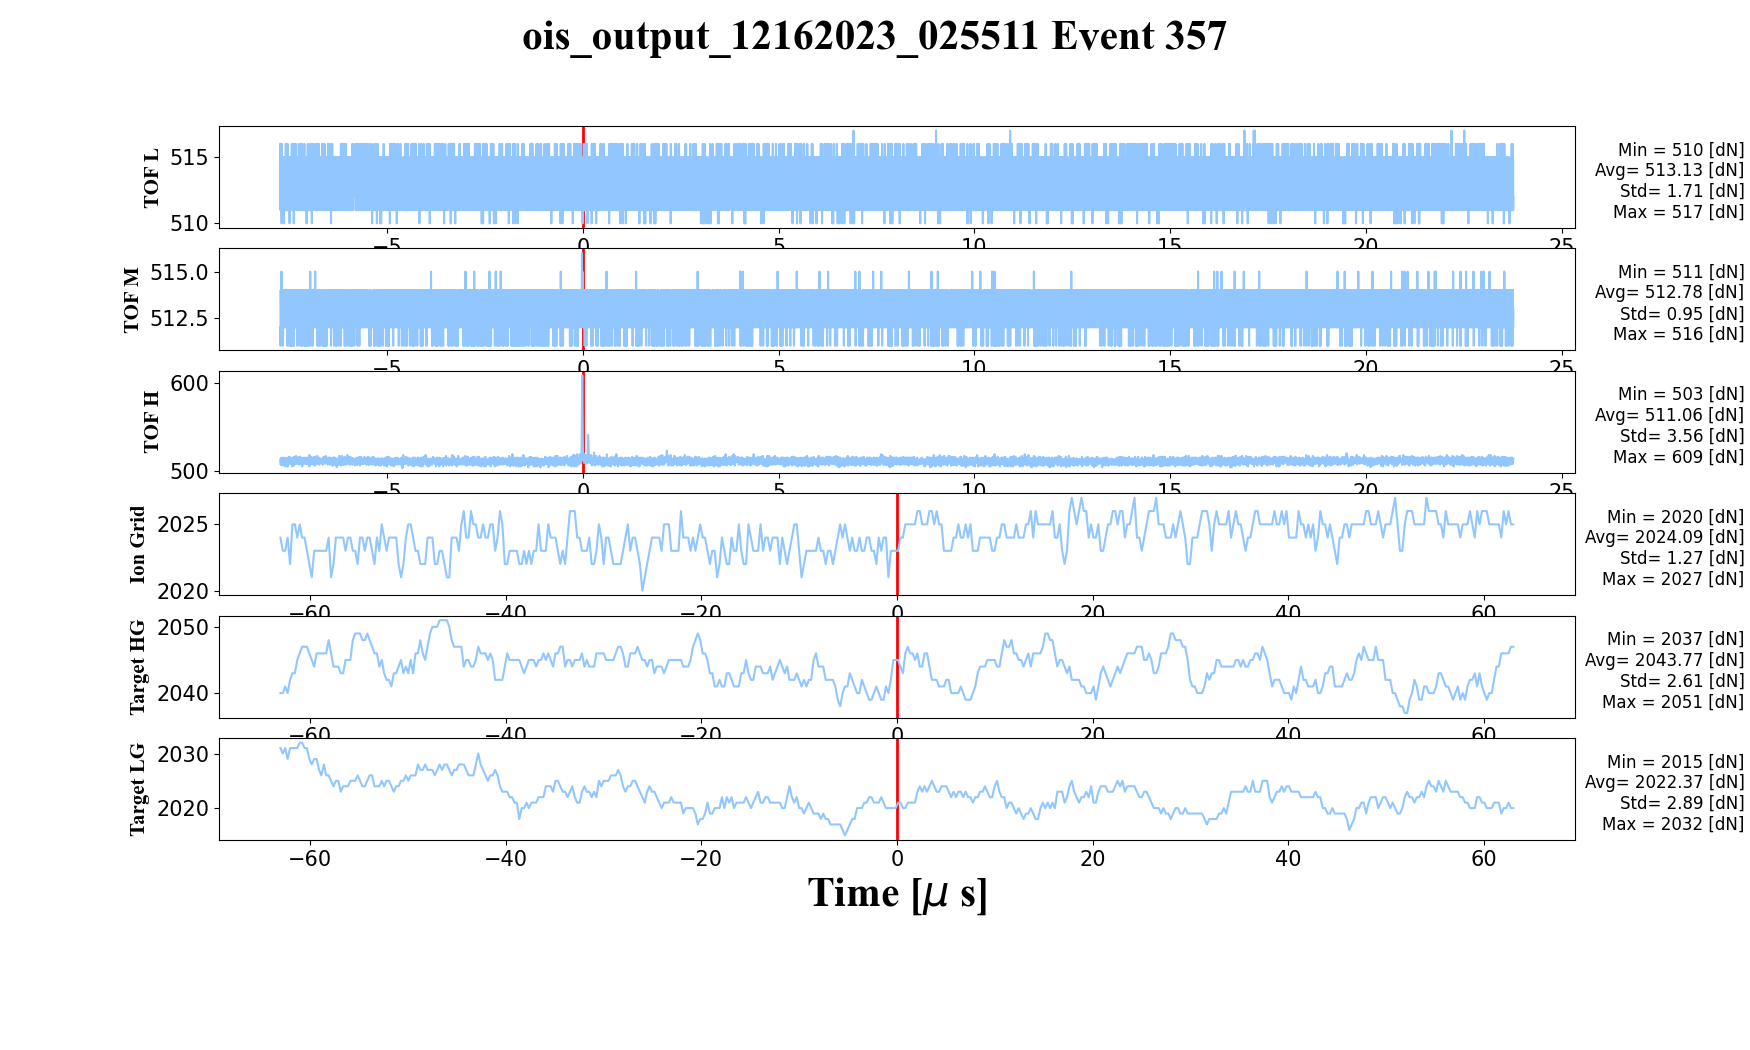 ois_output_12162023_025511 Event 357
TOF L
515
510
Min = 510 [dN]
Avg= 513.13 [dN]
Std= 1.71 [dN]
Max = 517 [dN]
−5 0 5 10 15 20 25
TOF M
515.0
512.5
Min = 511 [dN]
Avg= 512.78 [dN]
Std= 0.95 [dN]
Max = 516 [dN]
−5 0 5 10 15 20 25
TOF H
600
500
Min = 503 [dN]
Avg= 511.06 [dN]
Std= 3.56 [dN]
Max = 609 [dN]
−5 0 5 10 15 20 25
Ion Grid
2025
2020
Min = 2020 [dN]
Avg= 2024.09 [dN]
Std= 1.27 [dN]
Max = 2027 [dN]
−60 −40 −20 0 20 40 60
Target HG
2050
2040
Min = 2037 [dN]
Avg= 2043.77 [dN]
Std= 2.61 [dN]
Max = 2051 [dN]
−60 −40 −20 0 20 40 60
Target LG
2030
2020
Min = 2015 [dN]
Avg= 2022.37 [dN]
Std= 2.89 [dN]
Max = 2032 [dN]
−60 −40 −20 0 20 40 60
Time [μ s]